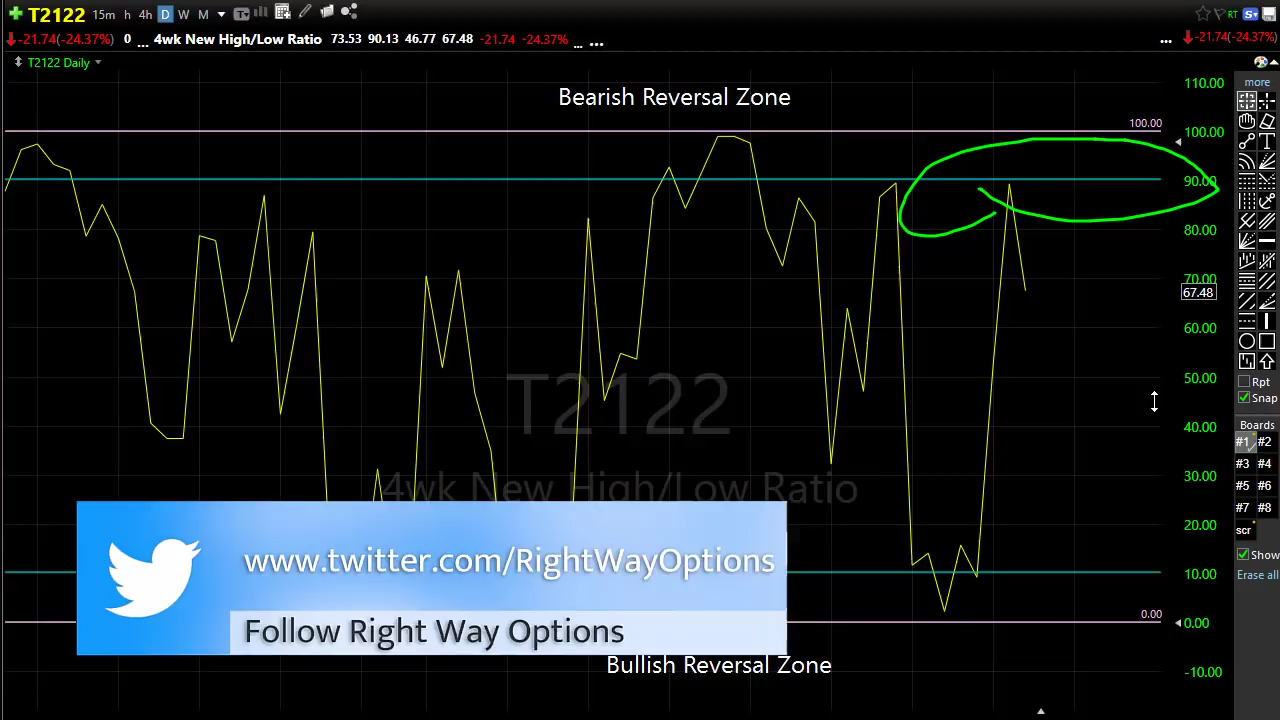 T2122 15m h 4h D W M T RT S
-21.74(-24.37%) 0 ... 4wk New High/Low Ratio 73.53 90.13 46.77 67.48 -21.74 -24.37% ... ... ... -21.74(-24.37%)
T2122 Daily
more
Bearish Reversal Zone
110.00
100.00
100.00
90.00
80.00
70.00
67.48
60.00
50.00
40.00
30.00
20.00
10.00
0.00
0.00
-10.00
T2122
4wk New High/Low Ratio
T
Rpt
Snap
Boards
#1 #2
#3 #4
#5 #6
#7 #8
scr
Show
Erase all
www.twitter.com/RightWayOptions
Follow Right Way Options
Bullish Reversal Zone